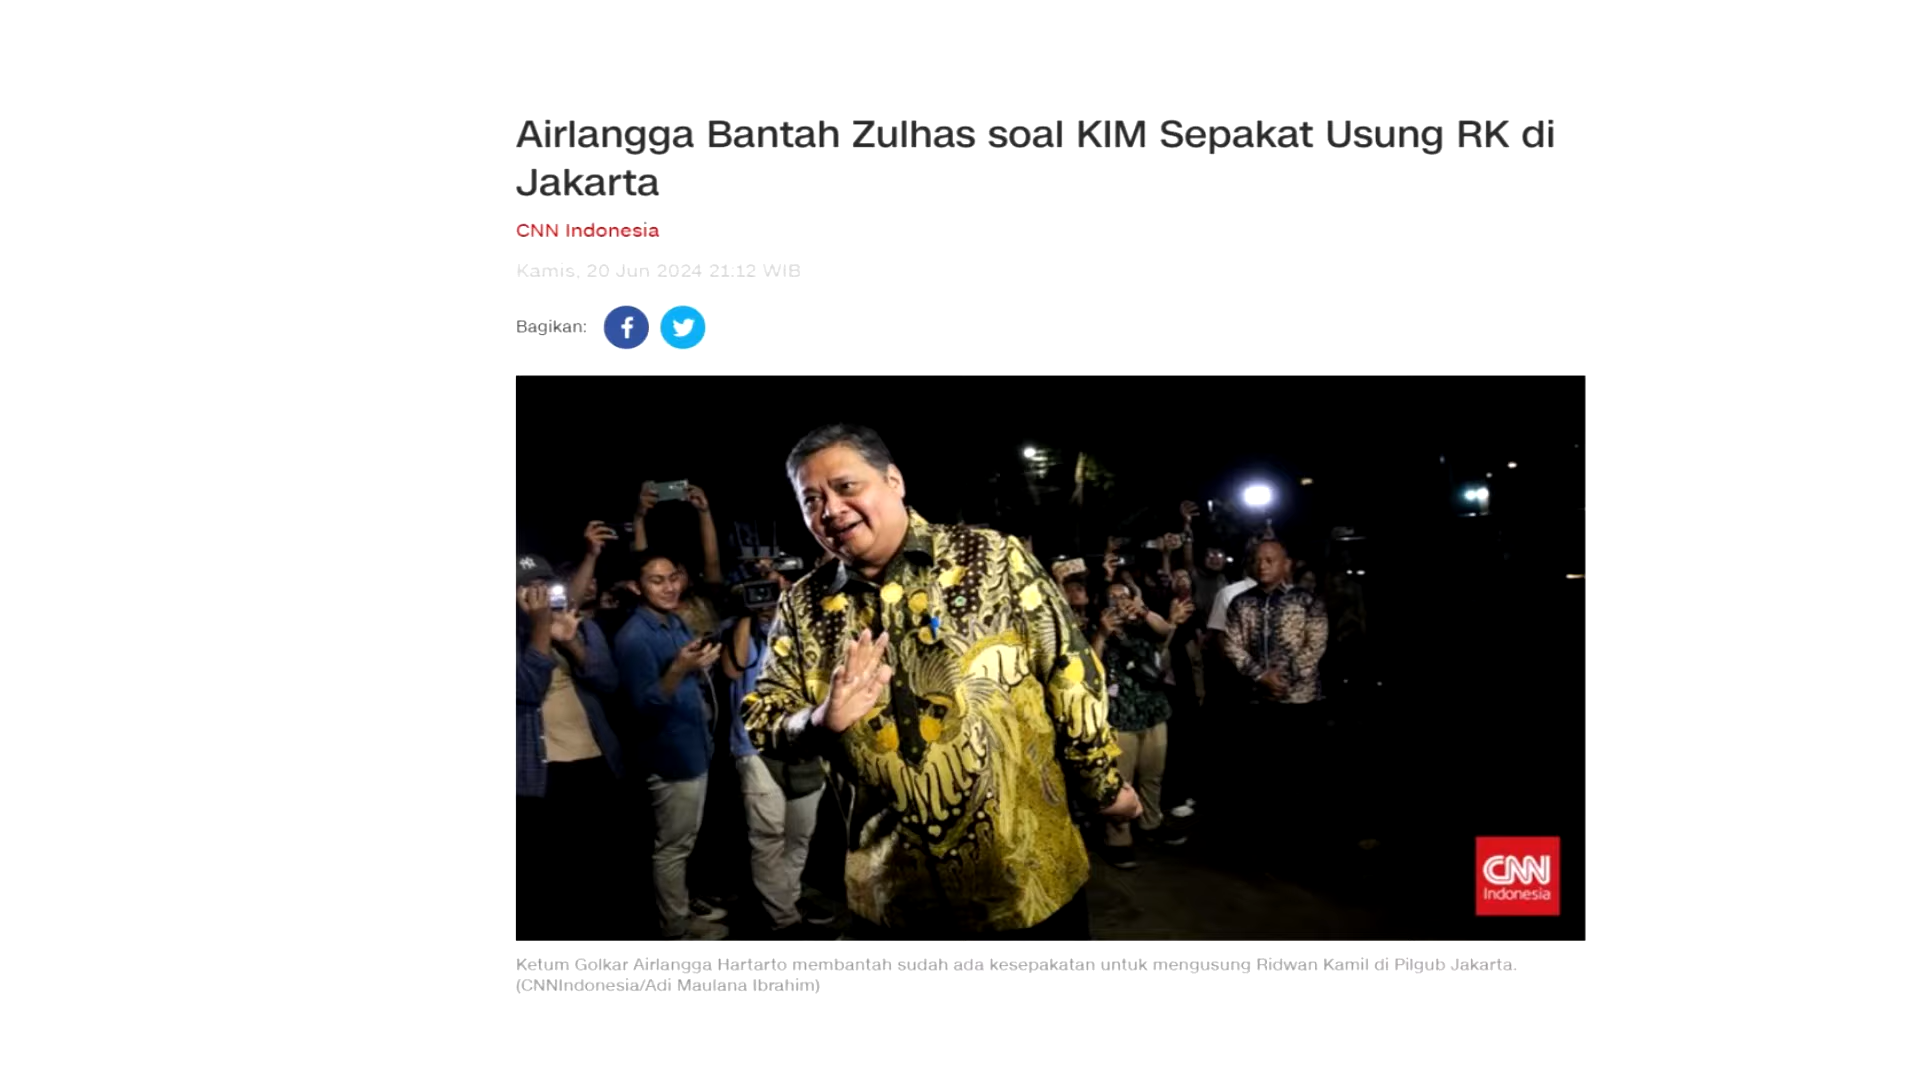 Airlangga Bantah Zulhas soal KIM Sepakat Usung RK di
Jakarta
CNN Indonesia
Kamis, 20 Jun 2024 21:12 WIB
Bagikan:
CNN
Indonesia
Ketum Golkar Airlangga Hartarto membantah sudah ada kesepakatan untuk mengusung Ridwan Kamil di Pilgub Jakarta.
(CNNIndonesia/Adi Maulana Ibrahim)